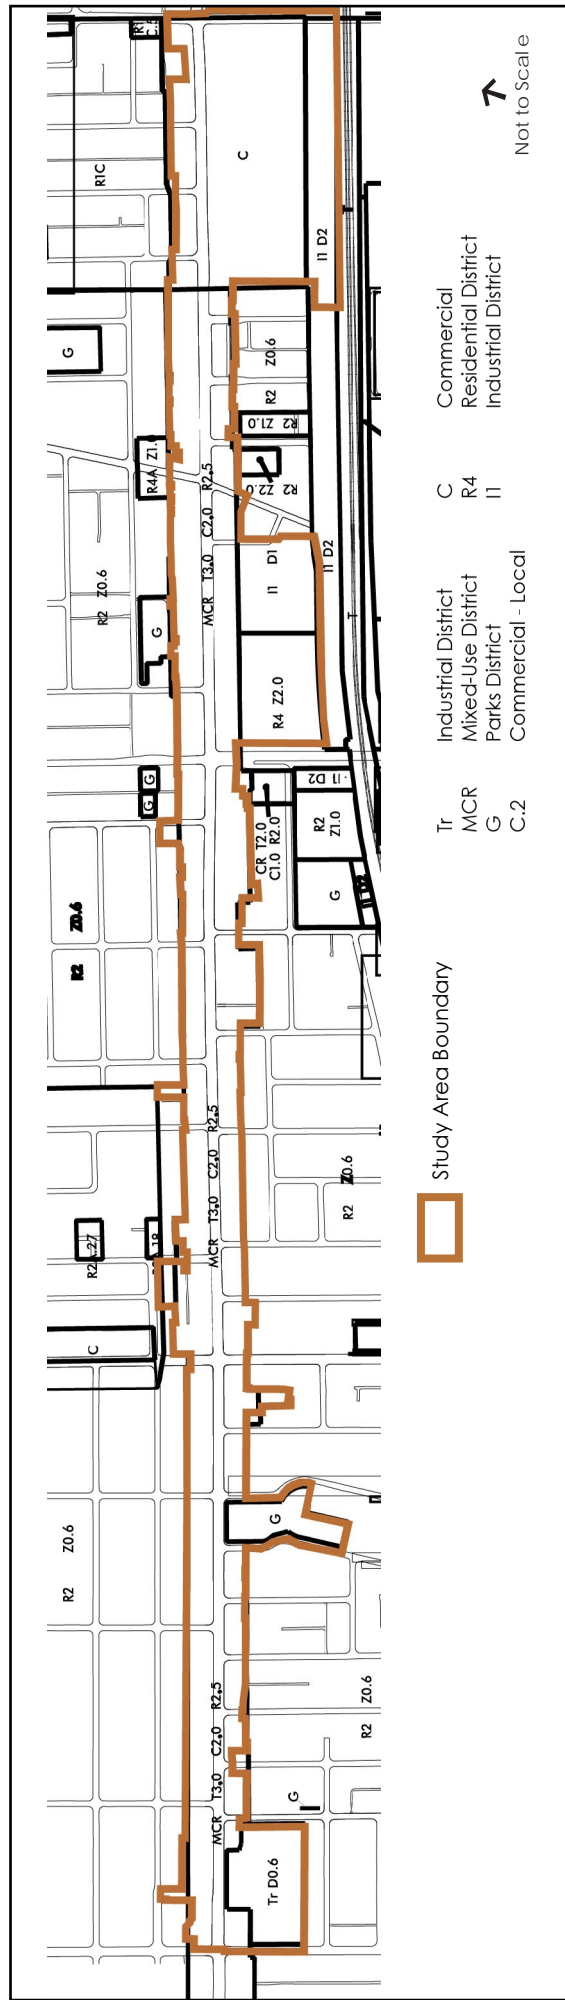 R1C
C
I1 D2
G
R4A Z1.0
R2 Z0.6
G
R2 Z0.6
R2 Z1.0
R2 Z2.0
MCR T3.0 C2.0 R2.5
I1 D1
I1 D2
R4 Z2.0
T
G
G
CR T2.0
C1.0 R2.0
I1 D2
R2
Z1.0
G
I1 D2
R2 Z0.6
MCR T3.0 C2.0 R2.5
R2 Z0.6
C
R2 Z0.6
G
MCR T3.0 C2.0 R2.5
R2 Z0.6
G
Tr D0.6
Study Area Boundary
Tr Industrial District
MCR Mixed-Use District
G Parks District
C.2 Commercial - Local
C Commercial
R4 Residential District
I1 Industrial District
Not to Scale